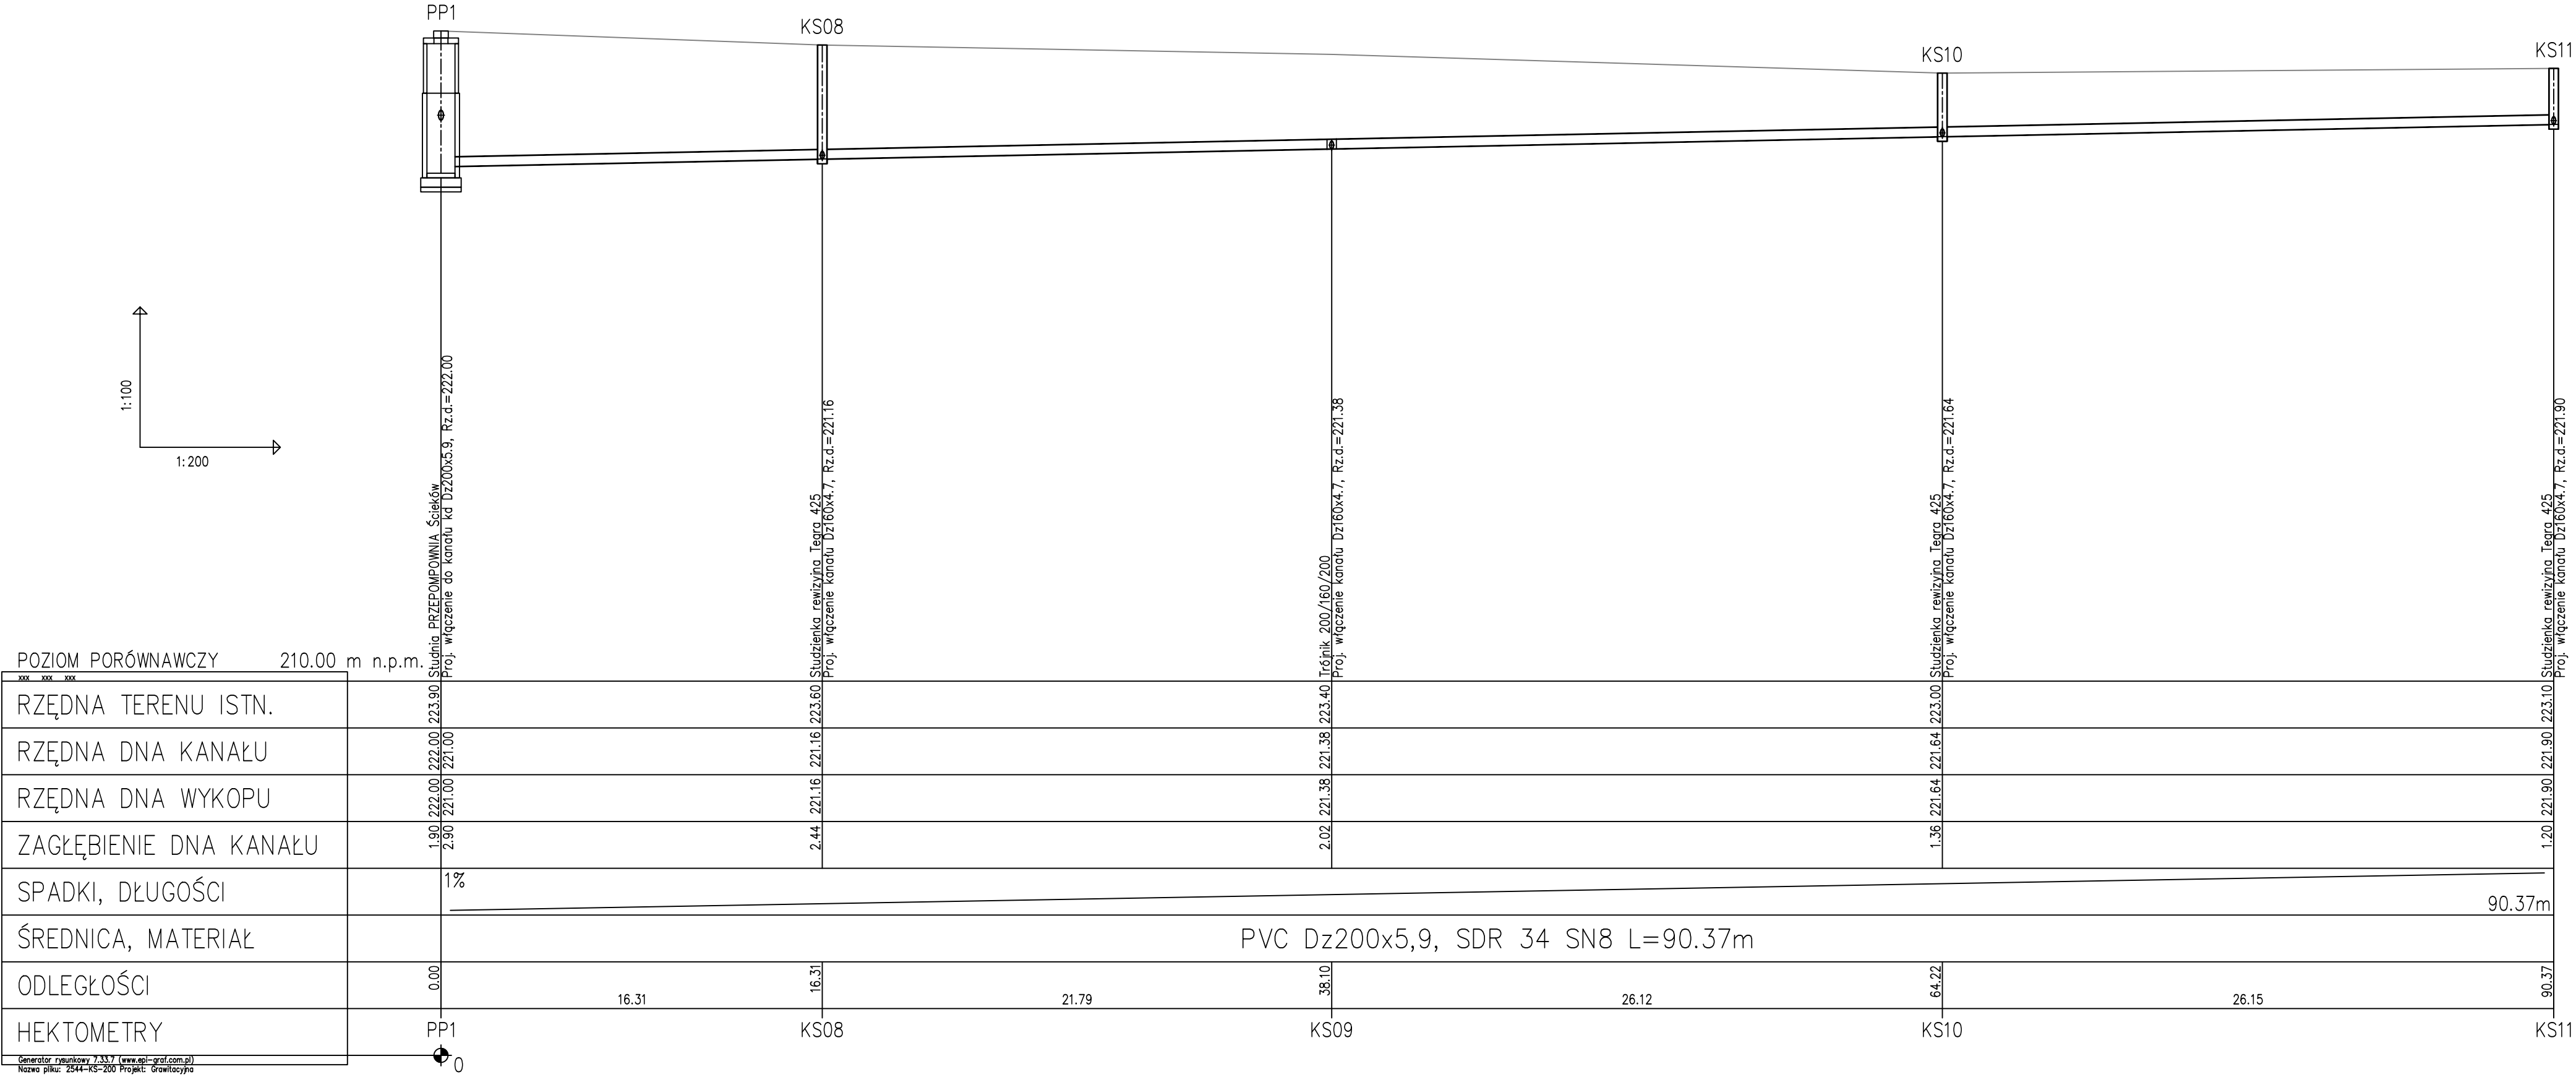 PP1
KS08
KS10
KS11
1:100
1:200
Studnia PRZEPOMPOWNIA Ścieków
Proj. włączenie do kanału kd Dz200x5.9, Rz.d.=222.00
Studzienka rewizyjna Tegra 425
Proj. włączenie kanału Dz160x4.7, Rz.d.=221.16
Trójnik 200/160/200
Proj. włączenie kanału Dz160x4.7, Rz.d.=221.38
Studzienka rewizyjna Tegra 425
Proj. włączenie kanału Dz160x4.7, Rz.d.=221.64
Studzienka rewizyjna Tegra 425
Proj. włączenie kanału Dz160x4.7, Rz.d.=221.90
POZIOM PORÓWNAWCZY 210.00 m n.p.m.
xxx xxx xxx
RZĘDNA TERENU ISTN. 223.90 223.60 223.40 223.00 223.10
RZĘDNA DNA KANAŁU 222.00 221.00 221.16 221.38 221.64 221.90
RZĘDNA DNA WYKOPU 222.00 221.00 221.16 221.38 221.64 221.90
ZAGŁĘBIENIE DNA KANAŁU 1.90 2.90 2.44 2.02 1.36 1.20
SPADKI, DŁUGOŚCI 1% 90.37m
ŚREDNICA, MATERIAŁ PVC Dz200x5,9, SDR 34 SN8 L=90.37m
ODLEGŁOŚCI 0.00 16.31 38.10 64.22 90.37
16.31 21.79 26.12 26.15
HEKTOMETRY PP1 KS08 KS09 KS10 KS11
0
Generator rysunkowy 7.33.7 (www.epi-graf.com.pl)
Nazwa pliku: 2544-KS-200 Projekt: Grawitacyjna